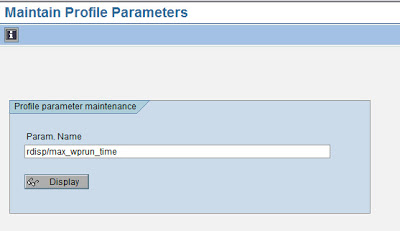 Maintain Profile Parameters
Profile parameter maintenance
Param. Name
rdisp/max_wprun_time
Display